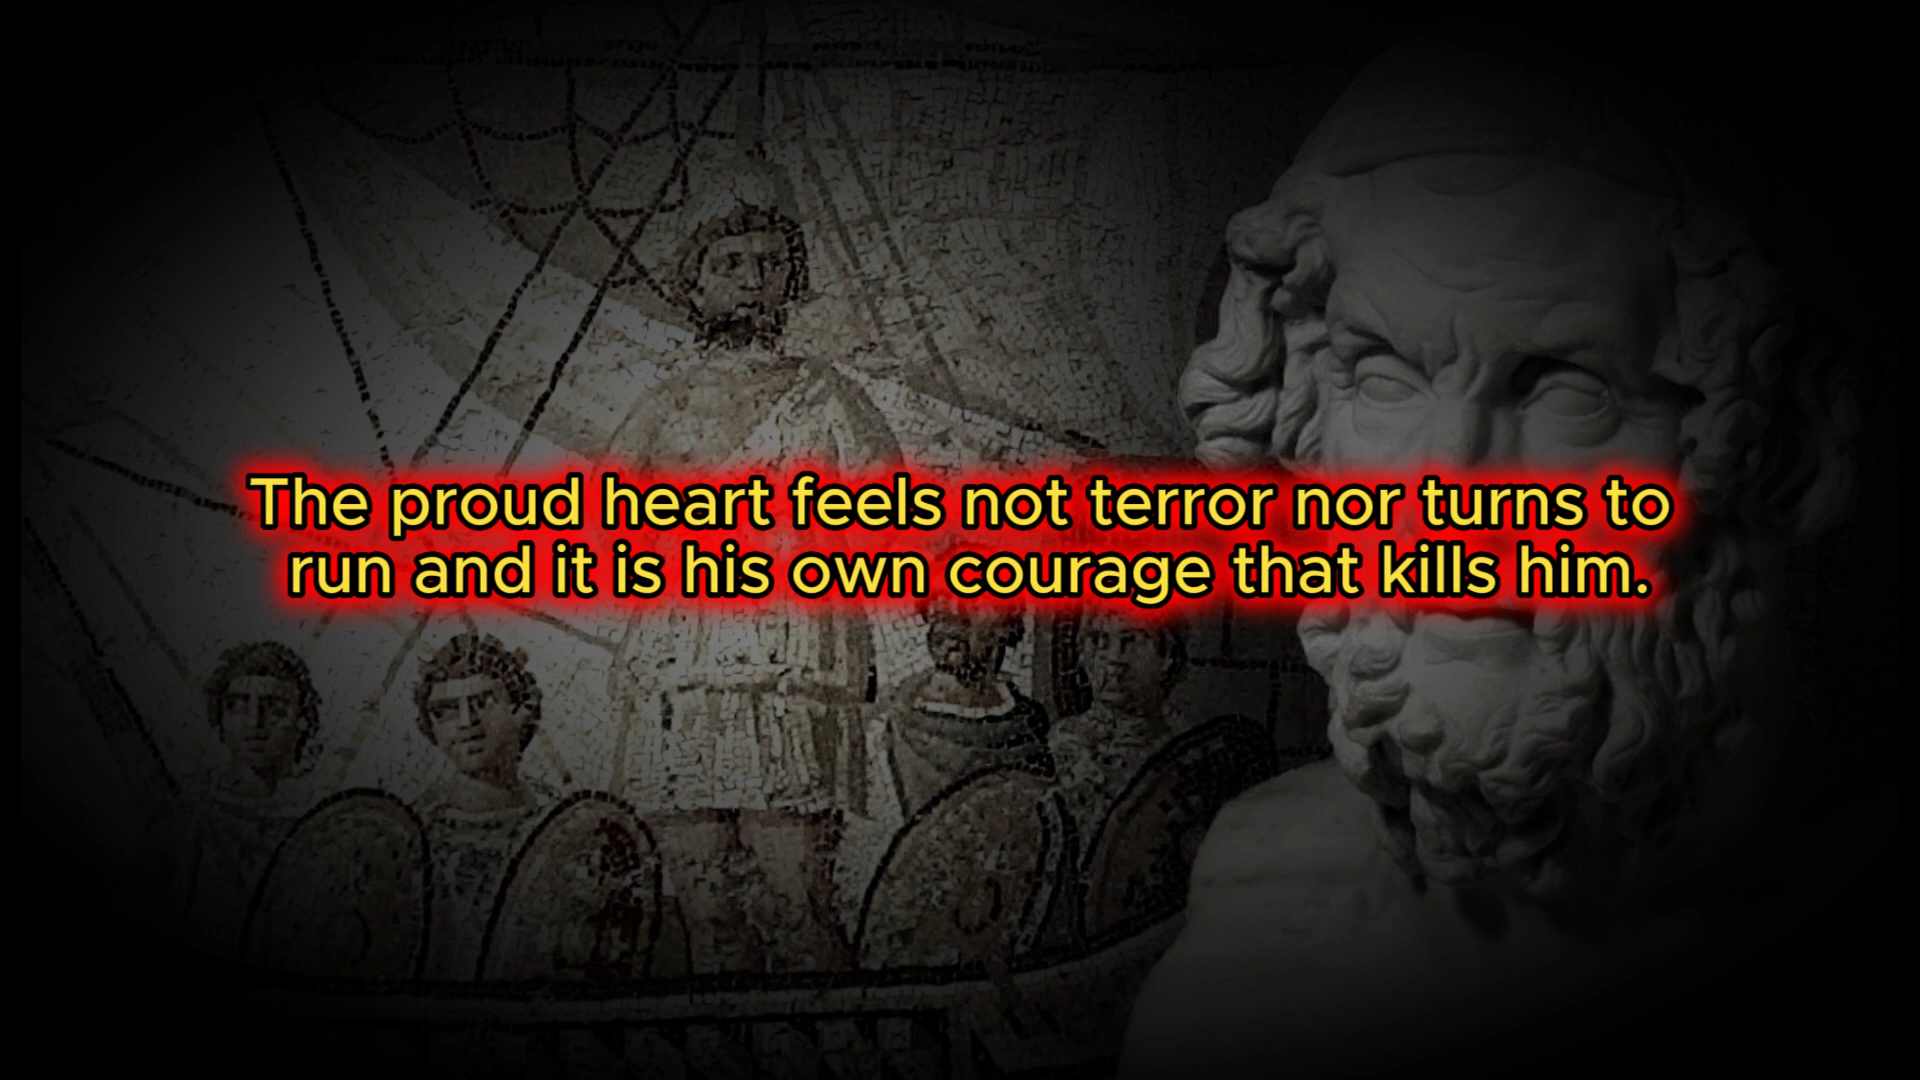 The proud heart feels not terror nor turns to
run and it is his own courage that kills him.